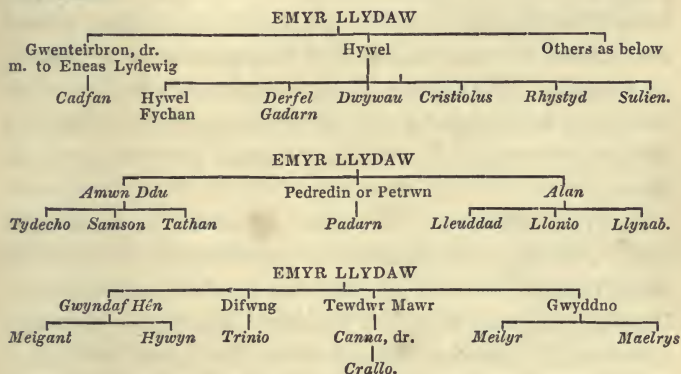 EMYR LLYDAW
Gwenteirbron, dr. Hywel Others as below
m. to Eneas Lydewig
Cadfan Hywel Derfel Dwywau Cristiolus Rhystyd Sulien.
Fychan Gadarn
EMYR LLYDAW
Amwn Ddu Pedredin or Petrwn Alan
Tydecho Samson Tathan Padarn Lleuddad Llonio Llynab.
EMYR LLYDAW
Gwyndaf Hên Difwng Tewdwr Mawr Gwyddno
Meigant Hywyn Trinio Canna, dr. Meilyr Maelrys
Crallo.